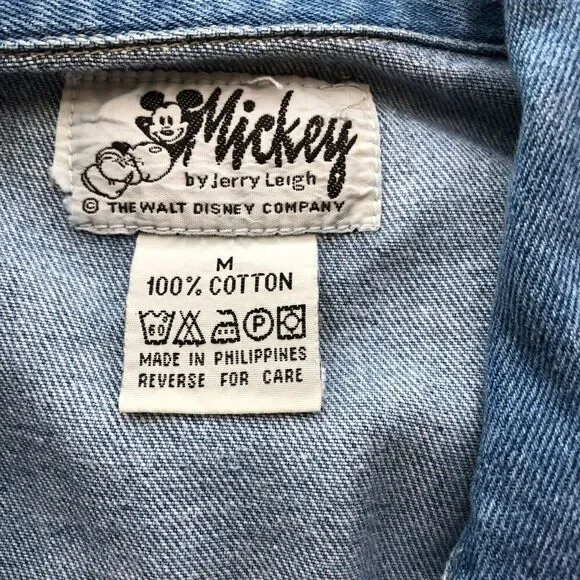 Mickey
by Jerry Leigh
© THE WALT DISNEY COMPANY
M
100% COTTON
60 P
MADE IN PHILIPPINES
REVERSE FOR CARE